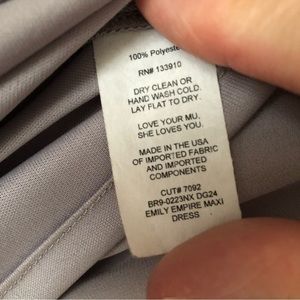 100% Polyester
RN# 133910
DRY CLEAN OR
HAND WASH COLD.
LAY FLAT TO DRY.
LOVE YOUR MU.
SHE LOVES YOU.
MADE IN THE USA
OF IMPORTED FABRIC
AND IMPORTED
COMPONENTS
CUT# 7092
BR9-0223NX DG24
EMILY EMPIRE MAXI
DRESS